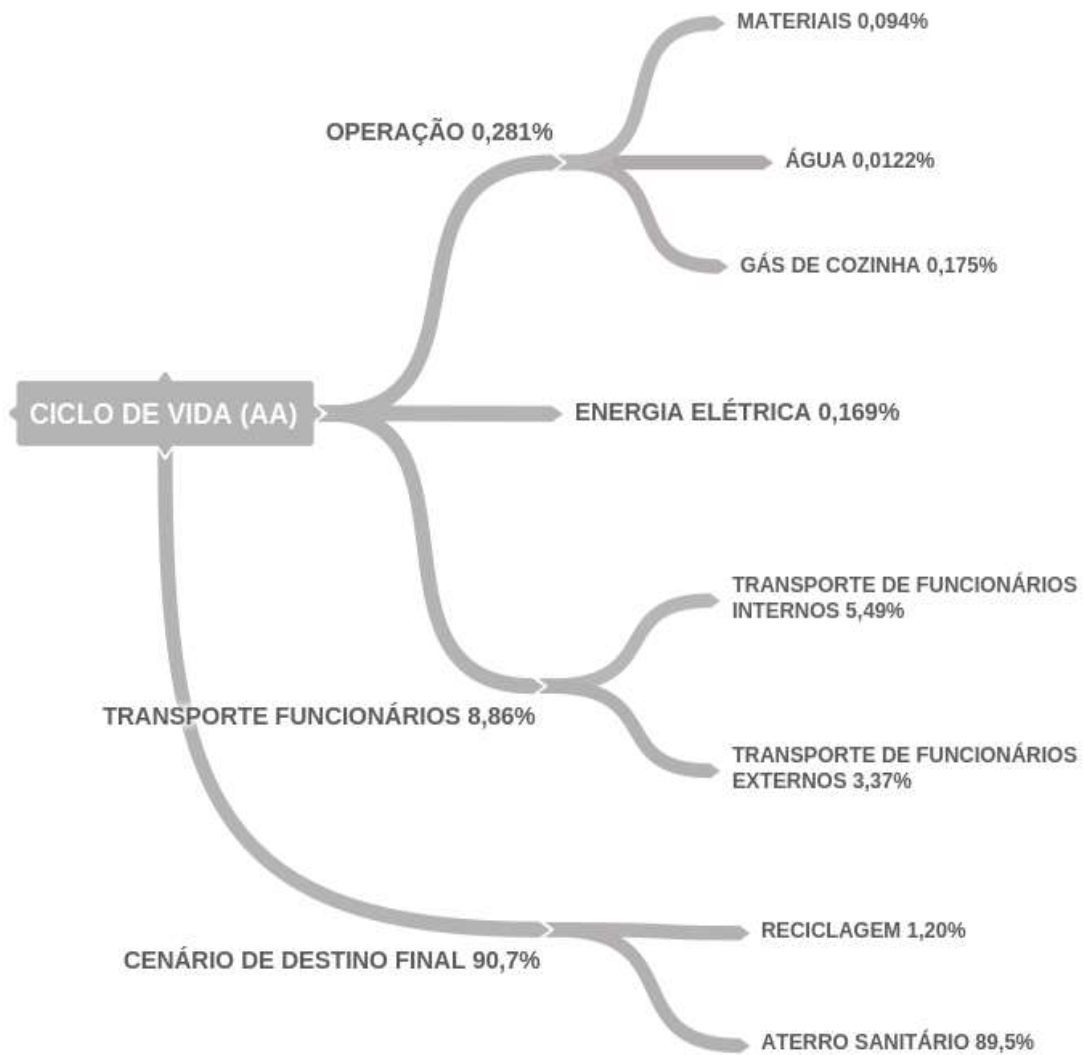 MATERIAIS 0,094%
OPERAÇÃO 0,281%
ÁGUA 0,0122%
GÁS DE COZINHA 0,175%
CICLO DE VIDA (AA)
ENERGIA ELÉTRICA 0,169%
TRANSPORTE DE FUNCIONÁRIOS
INTERNOS 5,49%
TRANSPORTE FUNCIONÁRIOS 8,86%
TRANSPORTE DE FUNCIONÁRIOS
EXTERNOS 3,37%
RECICLAGEM 1,20%
CENÁRIO DE DESTINO FINAL 90,7%
ATERRO SANITÁRIO 89,5%